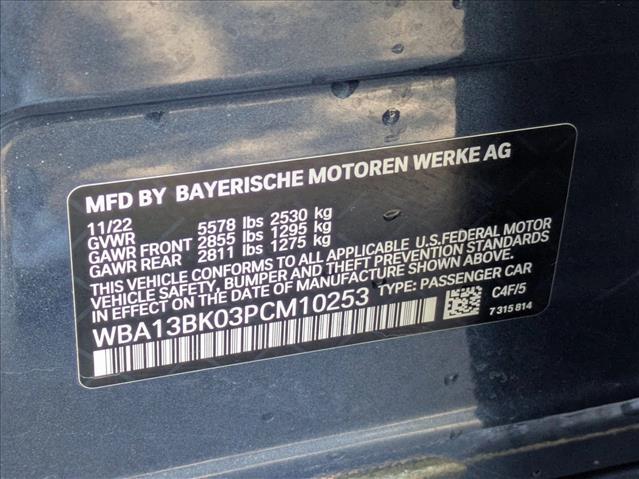 MFD BY BAYERISCHE MOTOREN WERKE AG
11/22
GVWR 5578 lbs 2530 kg
GAWR FRONT 2855 lbs 1295 kg
GAWR REAR 2811 lbs 1275 kg
THIS VEHICLE CONFORMS TO ALL APPLICABLE U.S.FEDERAL MOTOR
VEHICLE SAFETY, BUMPER, AND THEFT PREVENTION STANDARDS
IN EFFECT ON THE DATE OF MANUFACTURE SHOWN ABOVE.
WBA13BK03PCM10253 TYPE: PASSENGER CAR
C4F/5
7 315 814